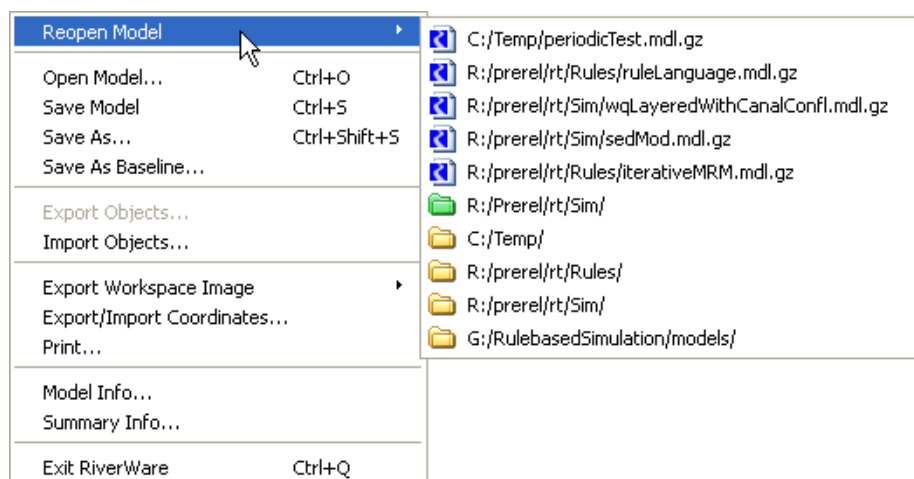 Reopen Model
Open Model... Ctrl+O
Save Model Ctrl+S
Save As... Ctrl+Shift+S
Save As Baseline...
Export Objects...
Import Objects...
Export Workspace Image
Export/Import Coordinates...
Print...
Model Info...
Summary Info...
Exit RiverWare Ctrl+Q
C:/Temp/periodicTest.mdl.gz
R:/prerel/rt/Rules/ruleLanguage.mdl.gz
R:/prerel/rt/Sim/wqLayeredWithCanalConfl.mdl.gz
R:/prerel/rt/Sim/sedMod.mdl.gz
R:/prerel/rt/Rules/iterativeMRM.mdl.gz
R:/Prerel/rt/Sim/
C:/Temp/
R:/prerel/rt/Rules/
R:/prerel/rt/Sim/
G:/RulebasedSimulation/models/